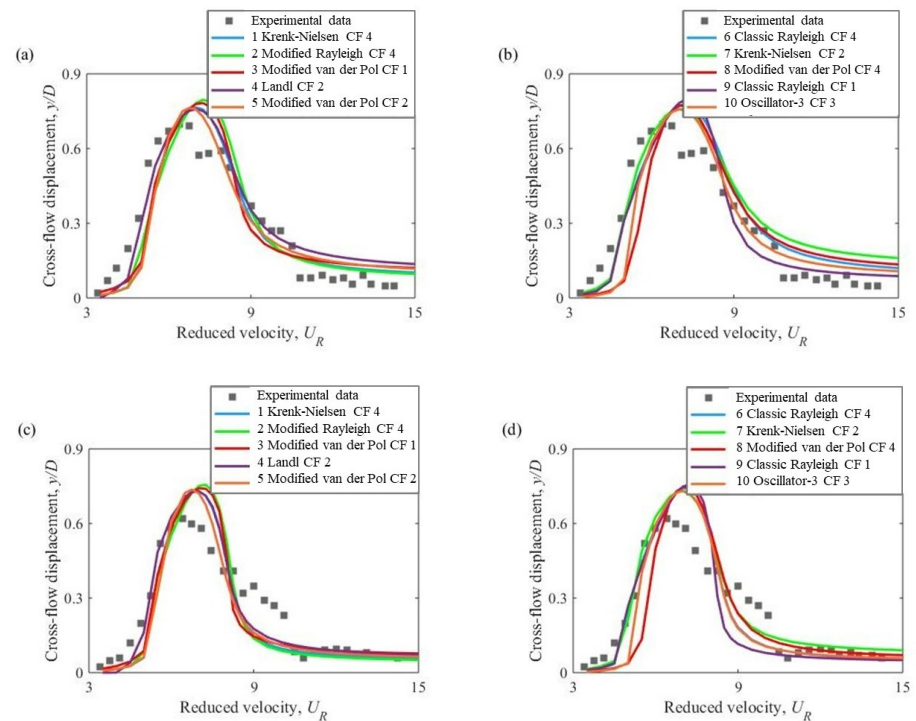 (a)
Experimental data
1 Krenk-Nielsen CF 4
2 Modified Rayleigh CF 4
3 Modified van der Pol CF 1
4 Landl CF 2
5 Modified van der Pol CF 2
Cross-flow displacement, y/D
0.9
0.6
0.3
0
3
9
15
Reduced velocity, U_R
(b)
Experimental data
6 Classic Rayleigh CF 4
7 Krenk-Nielsen CF 2
8 Modified van der Pol CF 4
9 Classic Rayleigh CF 1
10 Oscillator-3 CF 3
Cross-flow displacement, y/D
0.9
0.6
0.3
0
3
9
15
Reduced velocity, U_R
(c)
Experimental data
1 Krenk-Nielsen CF 4
2 Modified Rayleigh CF 4
3 Modified van der Pol CF 1
4 Landl CF 2
5 Modified van der Pol CF 2
Cross-flow displacement, y/D
0.9
0.6
0.3
0
3
9
15
Reduced velocity, U_R
(d)
Experimental data
6 Classic Rayleigh CF 4
7 Krenk-Nielsen CF 2
8 Modified van der Pol CF 4
9 Classic Rayleigh CF 1
10 Oscillator-3 CF 3
Cross-flow displacement, y/D
0.9
0.6
0.3
0
3
9
15
Reduced velocity, U_R